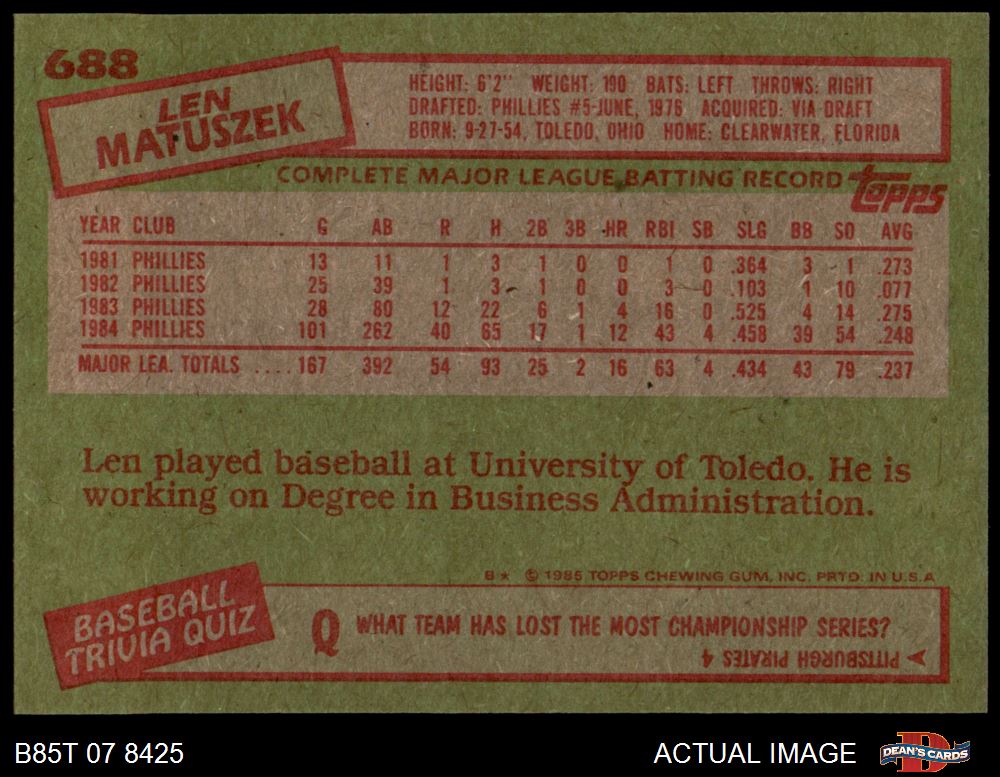 688
LEN
MATUSZEK
HEIGHT: 6'2" WEIGHT: 190 BATS: LEFT THROWS: RIGHT
DRAFTED: PHILLIES #5-JUNE, 1976 ACQUIRED: VIA DRAFT
BORN: 9-27-54, TOLEDO, OHIO HOME: CLEARWATER, FLORIDA
COMPLETE MAJOR LEAGUE BATTING RECORD topps
YEAR CLUB G AB R H 2B 3B HR RBI SB SLG BB SO AVG
1981 PHILLIES 13 11 1 3 1 0 0 1 0 .364 3 1 .273
1982 PHILLIES 25 39 1 3 1 0 0 3 0 .103 1 10 .077
1983 PHILLIES 28 80 12 22 6 1 4 16 0 .525 4 14 .275
1984 PHILLIES 101 262 40 65 17 1 12 43 4 .458 39 54 .248
MAJOR LEA. TOTALS .... 167 392 54 93 25 2 16 63 4 .434 43 79 .237
Len played baseball at University of Toledo. He is
working on Degree in Business Administration.
B* © 1985 TOPPS CHEWING GUM, INC. PRTD. IN U.S.A.
BASEBALL
TRIVIA QUIZ
Q WHAT TEAM HAS LOST THE MOST CHAMPIONSHIP SERIES?
A PITTSBURGH PIRATES 4
B85T 07 8425
ACTUAL IMAGE
DEAN'S CARDS